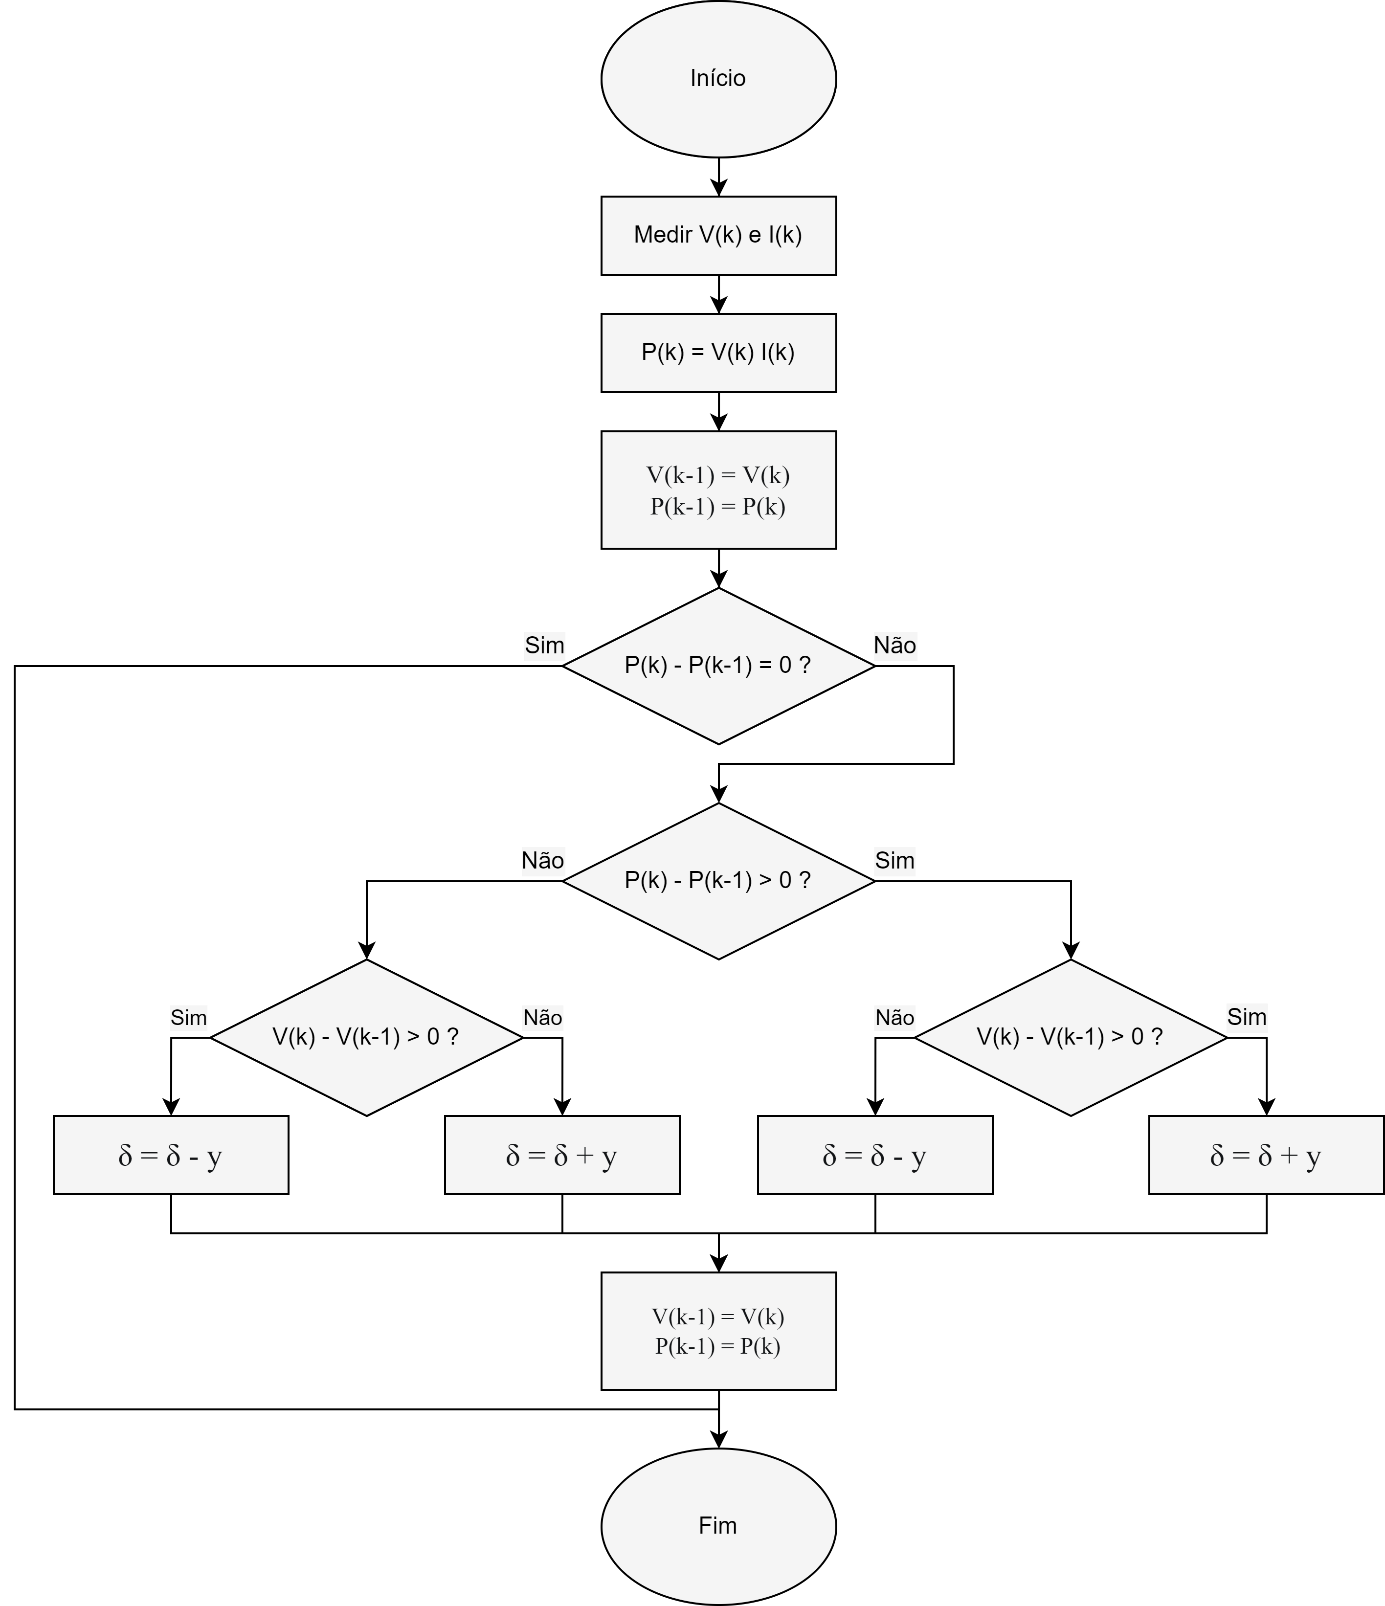 Início
Medir V(k) e I(k)
P(k) = V(k) I(k)
V(k-1) = V(k)
P(k-1) = P(k)
Sim
Não
P(k) - P(k-1) = 0 ?
Não
Sim
P(k) - P(k-1) > 0 ?
Sim
Não
V(k) - V(k-1) > 0 ?
Não
Sim
V(k) - V(k-1) > 0 ?
δ = δ - y
δ = δ + y
δ = δ - y
δ = δ + y
V(k-1) = V(k)
P(k-1) = P(k)
Fim